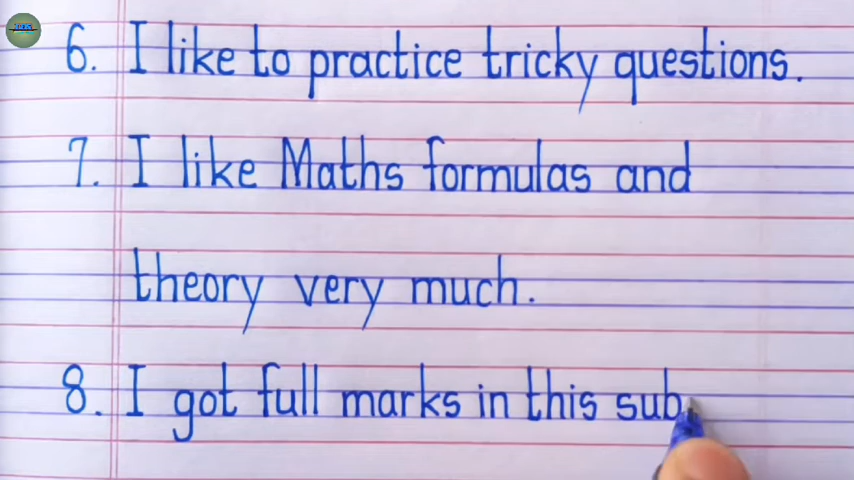 6. I like to practice tricky questions.
7. I like Maths formulas and
theory very much.
8. I got full marks in this sub